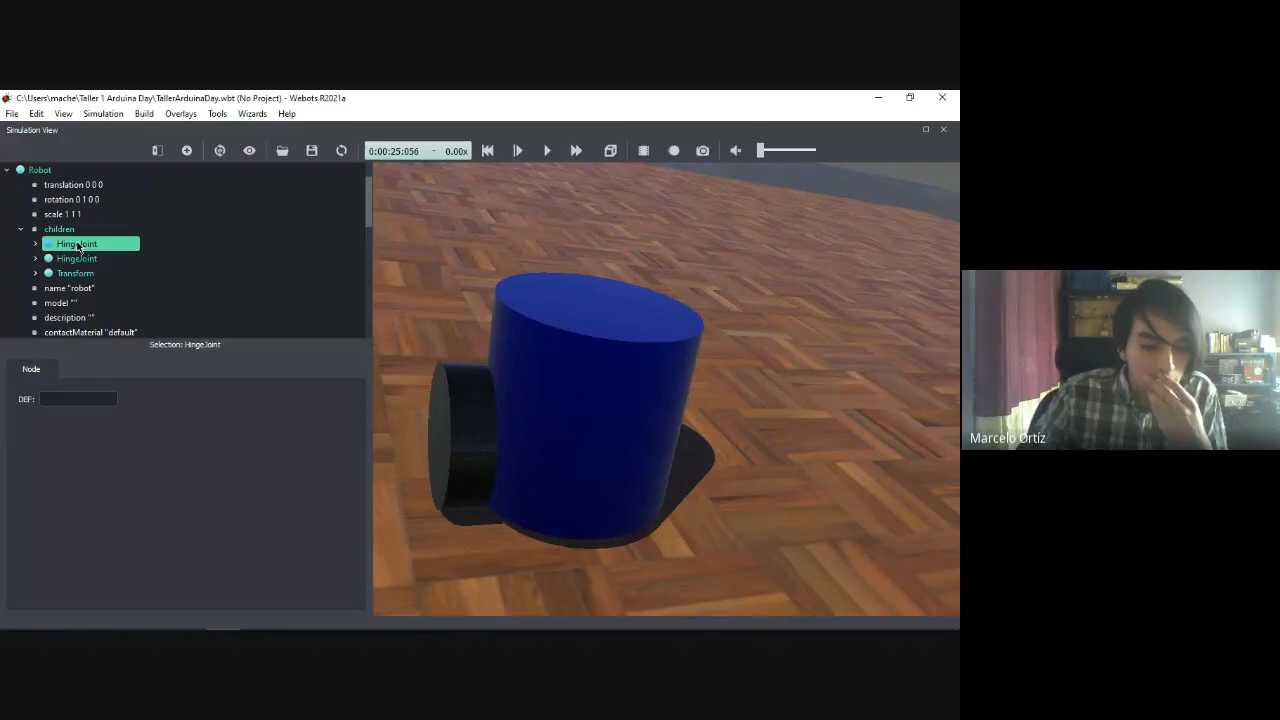 C:\Users\mache\Taller 1 Arduina Day\TallerArduinaDay.wbt (No Project) - Webots R2021a
File Edit View Simulation Build Overlays Tools Wizards Help
Simulation View
0:00:25:056 - 0.00x
Robot
translation 0 0 0
rotation 0 1 0 0
scale 1 1 1
children
HingeJoint
HingeJoint
Transform
name "robot"
model ""
description ""
contactMaterial "default"
Selection: HingeJoint
Node
DEF:
Marcelo Ortíz